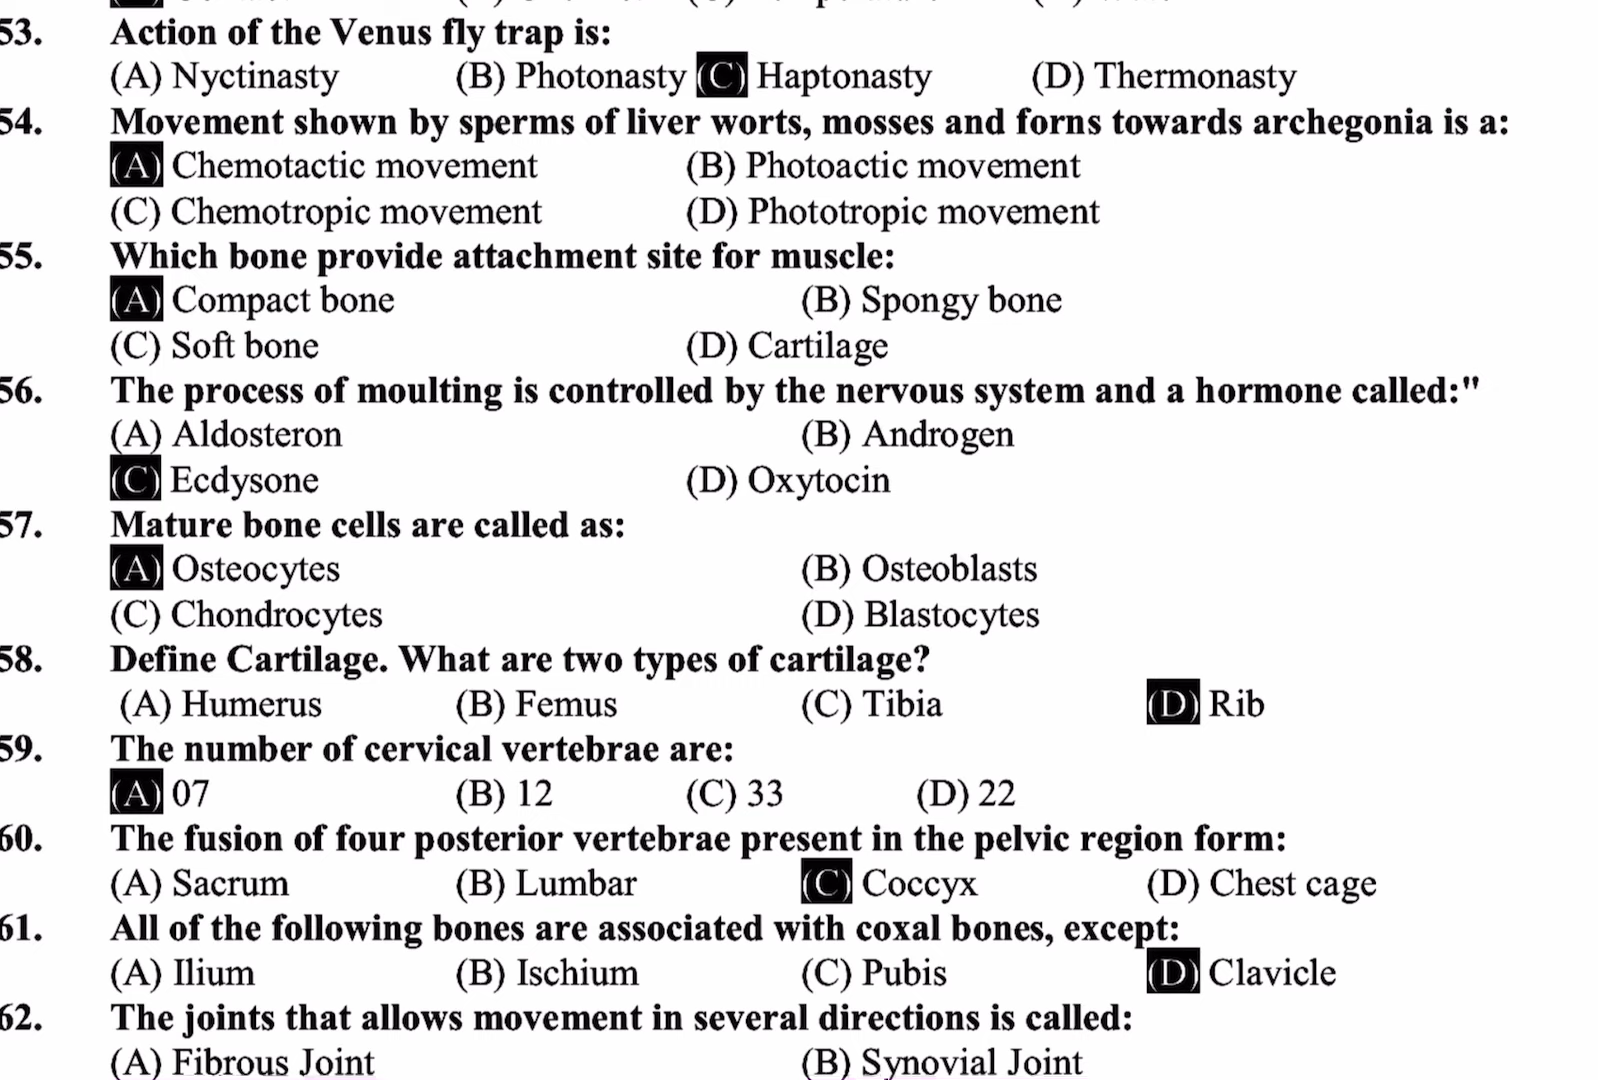 53. Action of the Venus fly trap is:
(A) Nyctinasty (B) Photonasty (C) Haptonasty (D) Thermonasty
54. Movement shown by sperms of liver worts, mosses and forns towards archegonia is a:
(A) Chemotactic movement (B) Photoactic movement
(C) Chemotropic movement (D) Phototropic movement
55. Which bone provide attachment site for muscle:
(A) Compact bone (B) Spongy bone
(C) Soft bone (D) Cartilage
56. The process of moulting is controlled by the nervous system and a hormone called:"
(A) Aldosteron (B) Androgen
(C) Ecdysone (D) Oxytocin
57. Mature bone cells are called as:
(A) Osteocytes (B) Osteoblasts
(C) Chondrocytes (D) Blastocytes
58. Define Cartilage. What are two types of cartilage?
(A) Humerus (B) Femus (C) Tibia (D) Rib
59. The number of cervical vertebrae are:
(A) 07 (B) 12 (C) 33 (D) 22
60. The fusion of four posterior vertebrae present in the pelvic region form:
(A) Sacrum (B) Lumbar (C) Coccyx (D) Chest cage
61. All of the following bones are associated with coxal bones, except:
(A) Ilium (B) Ischium (C) Pubis (D) Clavicle
62. The joints that allows movement in several directions is called:
(A) Fibrous Joint (B) Synovial Joint